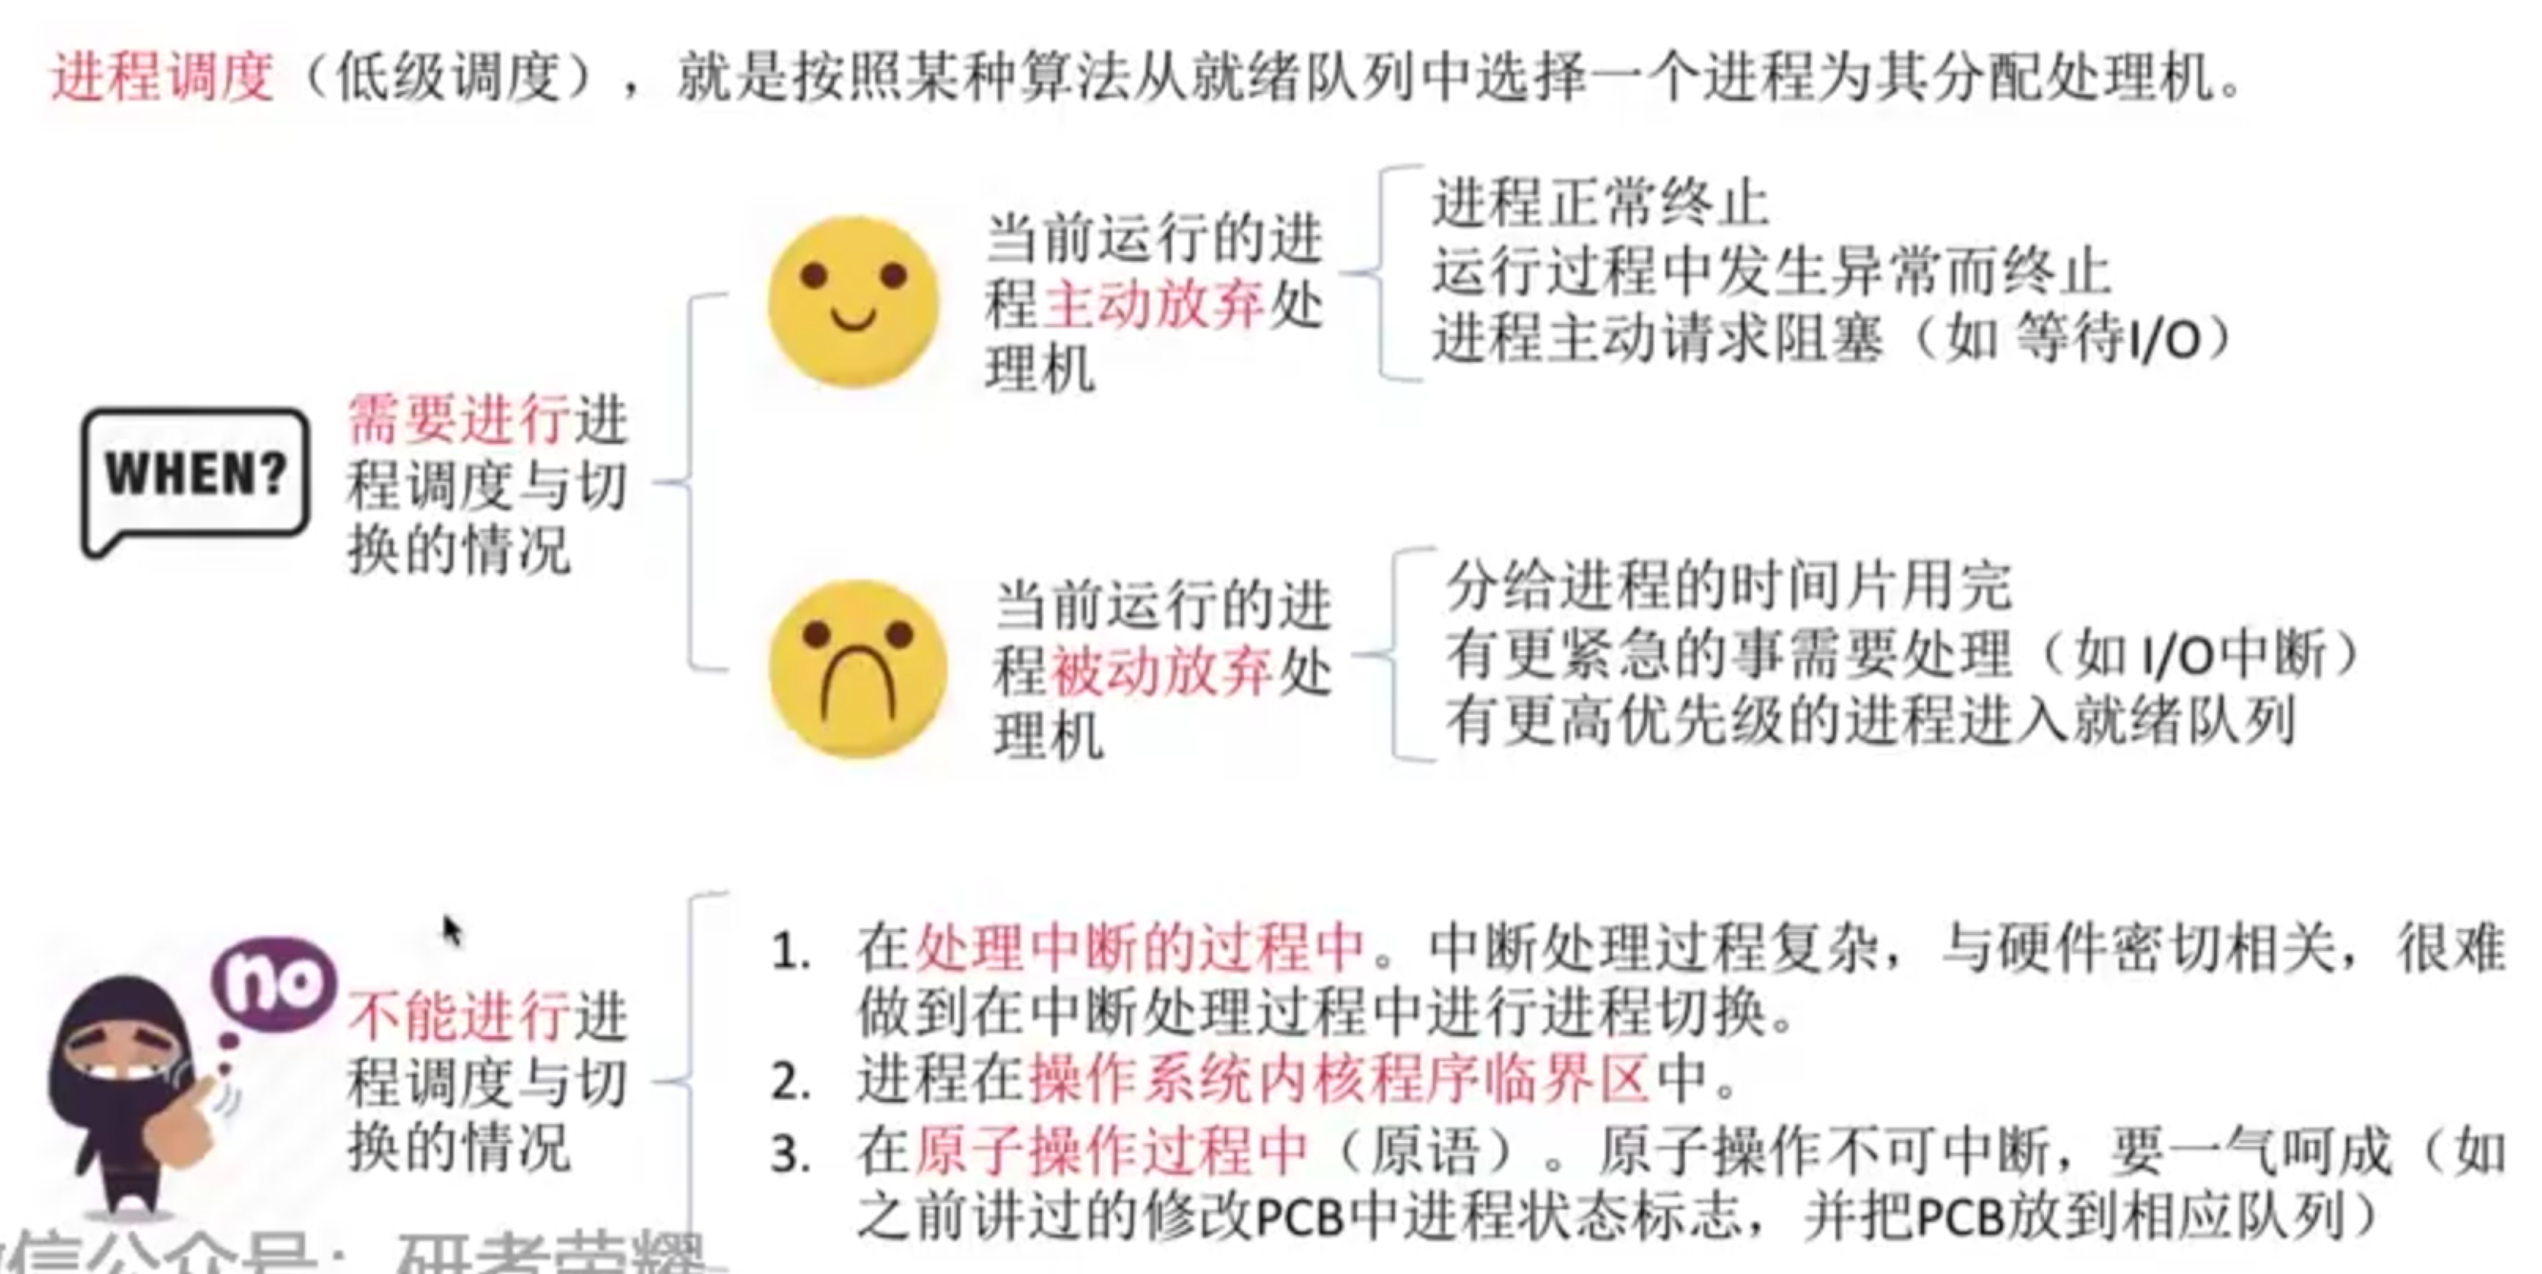 进程调度（低级调度），就是按照某种算法从就绪队列中选择一个进程为其分配处理机。
WHEN?
需要进行进
程调度与切
换的情况
当前运行的进
程主动放弃处
理机
进程正常终止
运行过程中发生异常而终止
进程主动请求阻塞（如 等待I/O）
当前运行的进
程被动放弃处
理机
分给进程的时间片用完
有更紧急的事需要处理（如 I/O中断）
有更高优先级的进程进入就绪队列
no
不能进行进
程调度与切
换的情况
1. 在处理中断的过程中。中断处理过程复杂，与硬件密切相关，很难
做到在中断处理过程中进行进程切换。
2. 进程在操作系统内核程序临界区中。
3. 在原子操作过程中（原语）。原子操作不可中断，要一气呵成（如
之前讲过的修改PCB中进程状态标志，并把PCB放到相应队列）
信公众号：研者荣耀